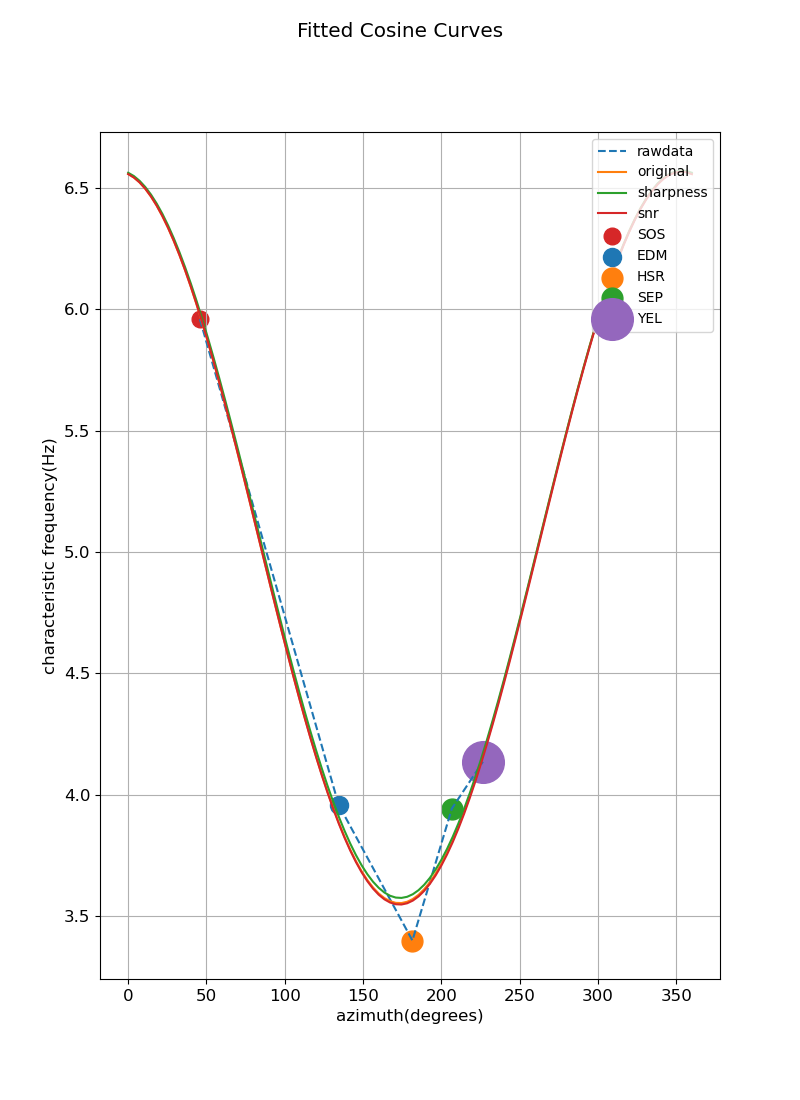 Fitted Cosine Curves
rawdata
original
sharpness
snr
SOS
EDM
HSR
SEP
YEL
6.5
6.0
5.5
5.0
4.5
4.0
3.5
characteristic frequency(Hz)
0 50 100 150 200 250 300 350
azimuth(degrees)